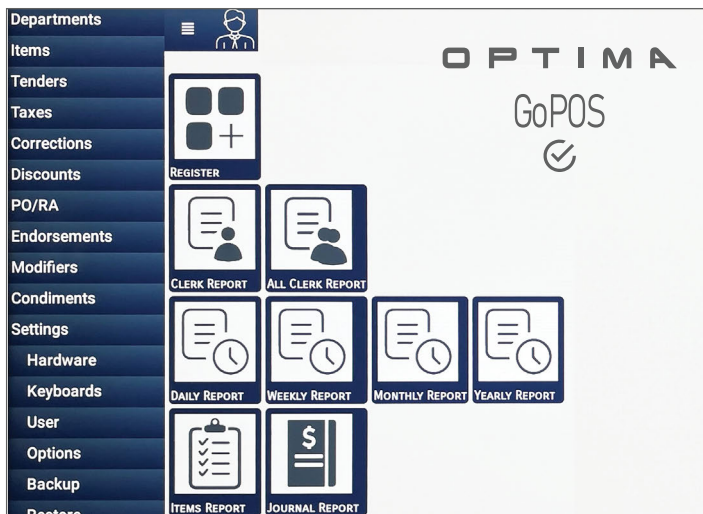 Departments
Items
Tenders
Taxes
Corrections
Discounts
PO/RA
Endorsements
Modifiers
Condiments
Settings
Hardware
Keyboards
User
Options
Backup
Restore
OPTIMA
GoPOS
REGISTER
CLERK REPORT
ALL CLERK REPORT
DAILY REPORT
WEEKLY REPORT
MONTHLY REPORT
YEARLY REPORT
ITEMS REPORT
$
JOURNAL REPORT